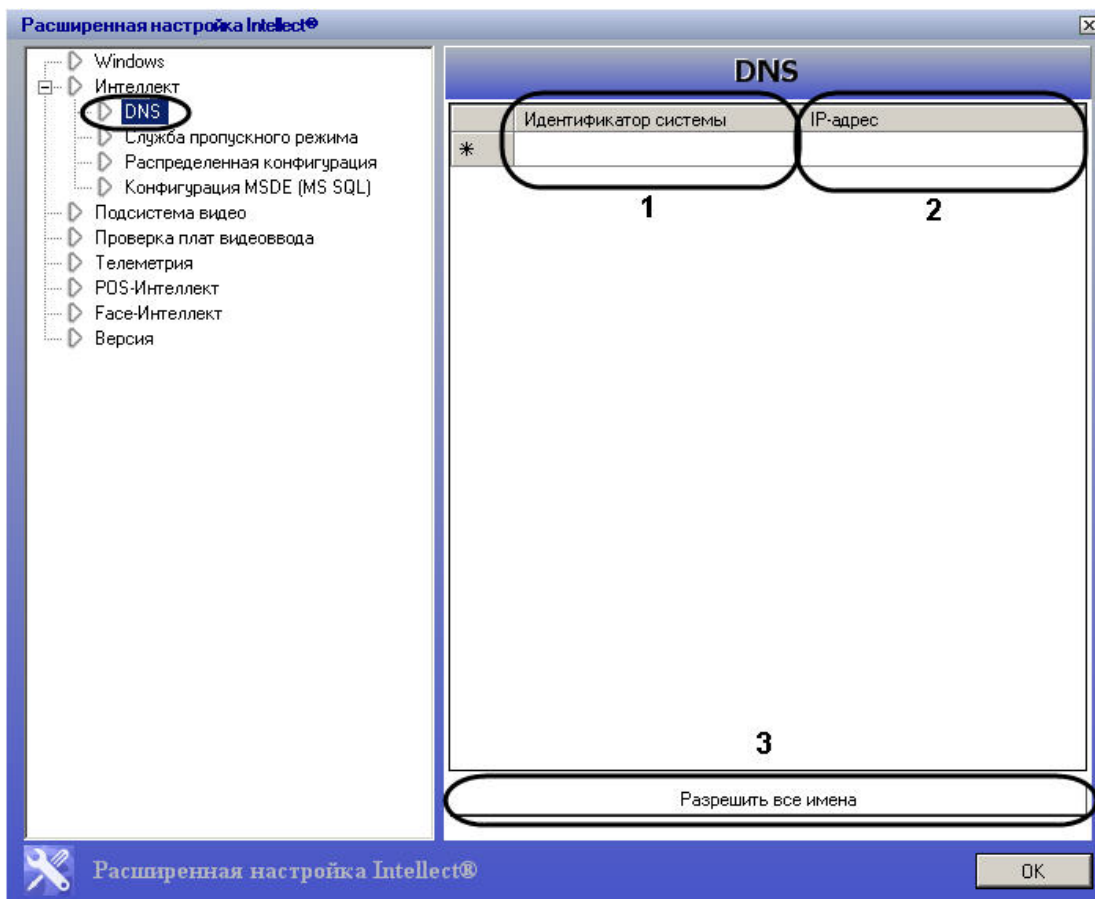 Расширенная настройка Intellect®
Windows
Интеллект
DNS
Служба пропускного режима
Распределенная конфигурация
Конфигурация MSDE (MS SQL)
Подсистема видео
Проверка плат видеоввода
Телеметрия
POS-Интеллект
Face-Интеллект
Версия
DNS
Идентификатор системы IP-адрес
*
1 2
3
Разрешить все имена
Расширенная настройка Intellect®
OK